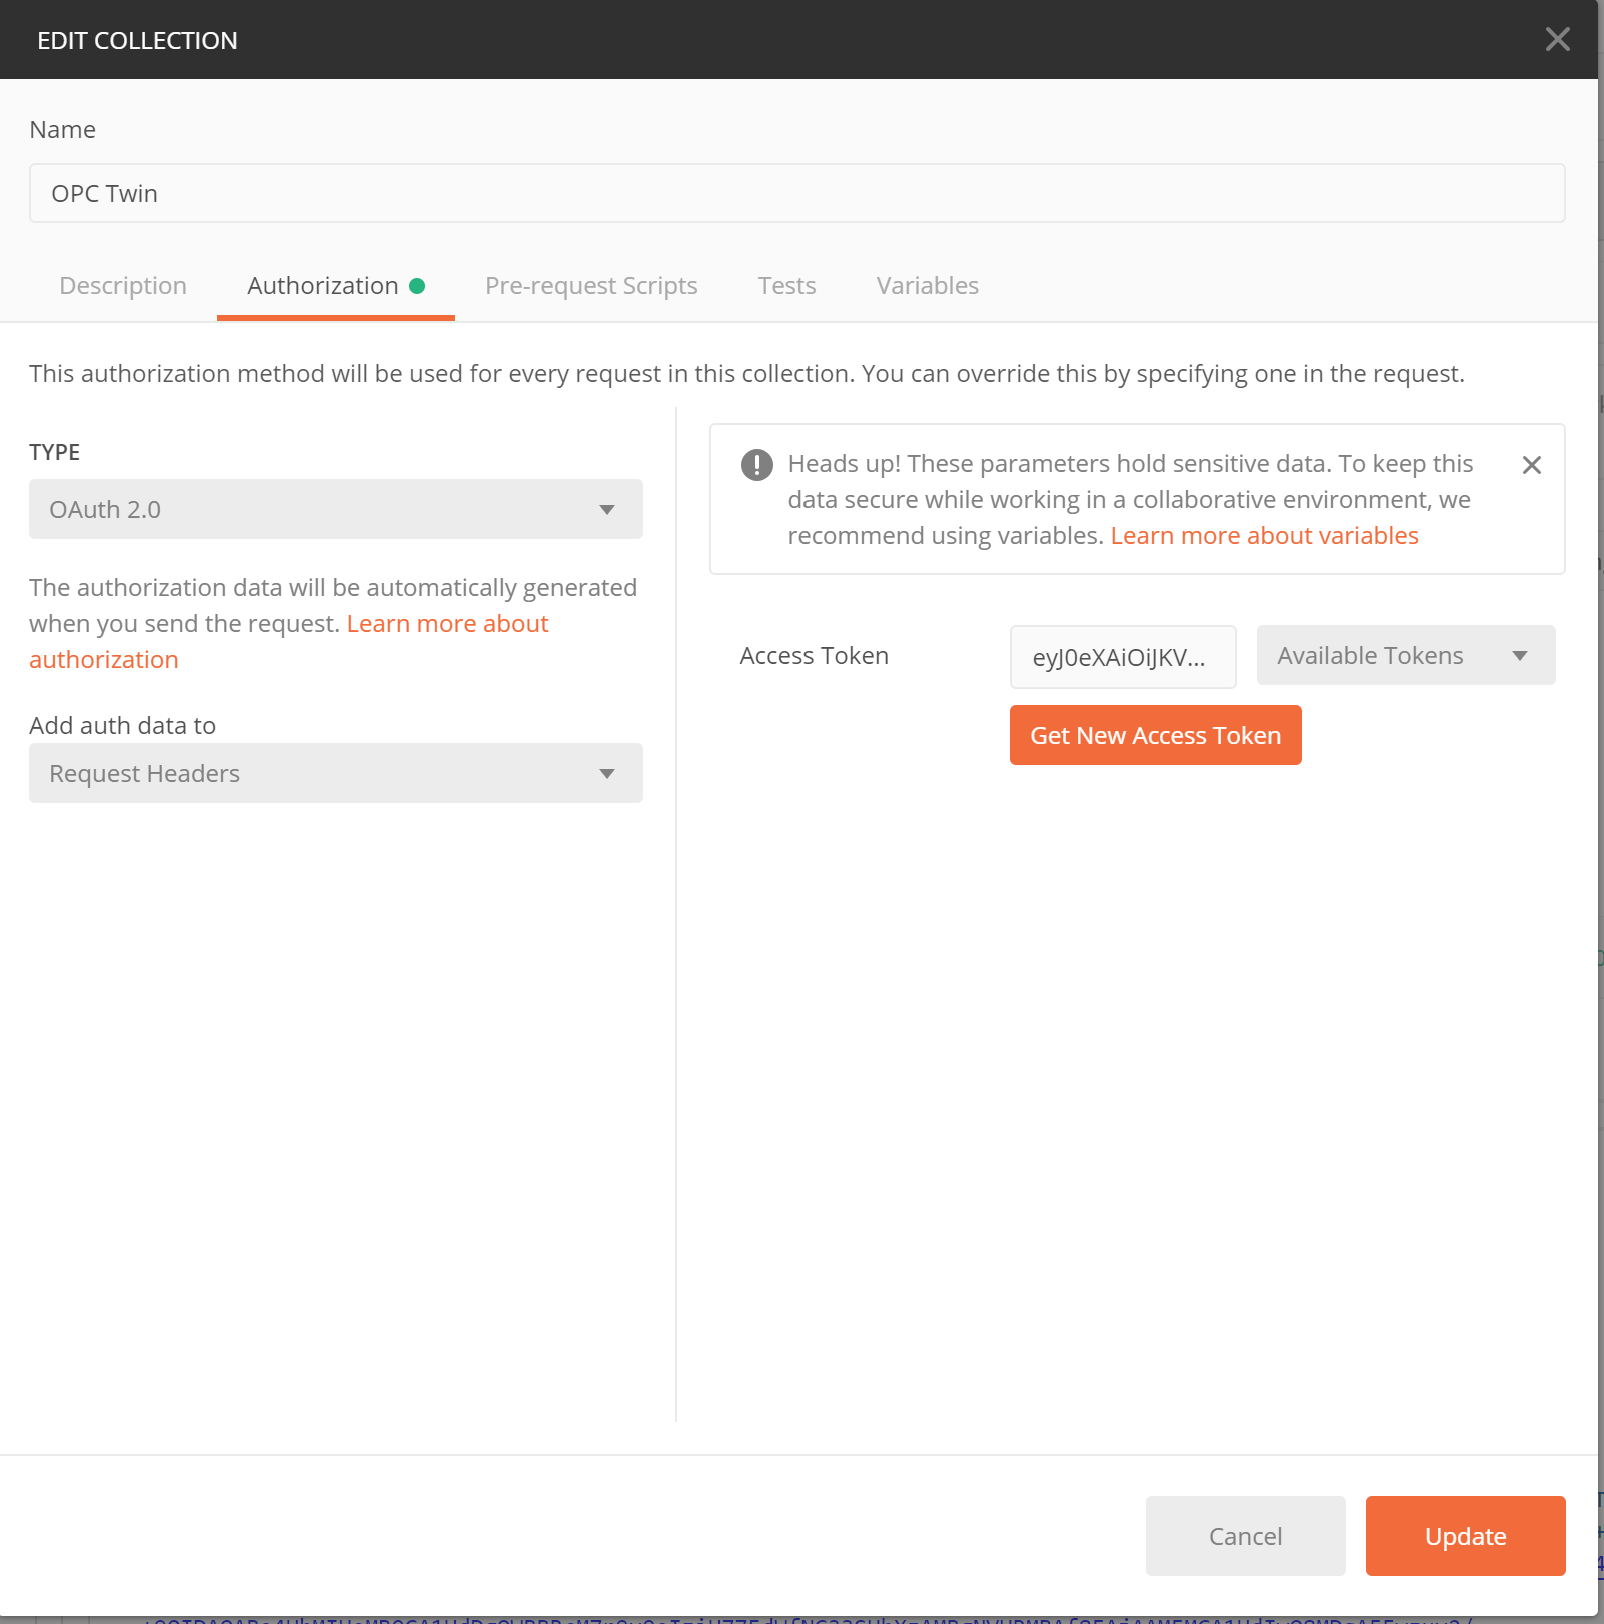 EDIT COLLECTION
Name
OPC Twin
Description Authorization Pre-request Scripts Tests Variables
This authorization method will be used for every request in this collection. You can override this by specifying one in the request.
TYPE
OAuth 2.0
The authorization data will be automatically generated
when you send the request. Learn more about
authorization
Add auth data to
Request Headers
Heads up! These parameters hold sensitive data. To keep this
data secure while working in a collaborative environment, we
recommend using variables. Learn more about variables
Access Token
eyJ0eXAiOiJKV...
Available Tokens
Get New Access Token
Cancel
Update